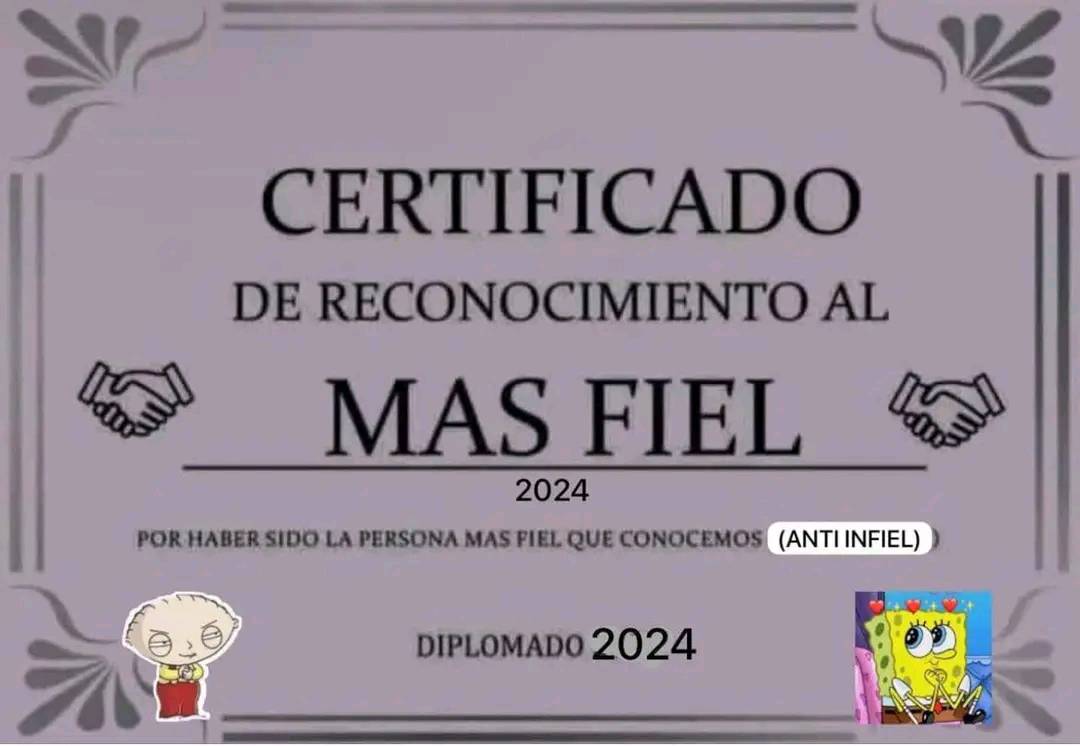 CERTIFICADO
DE RECONOCIMIENTO AL
MAS FIEL
2024
POR HABER SIDO LA PERSONA MAS FIEL QUE CONOCEMOS (ANTI INFIEL) )
DIPLOMADO 2024